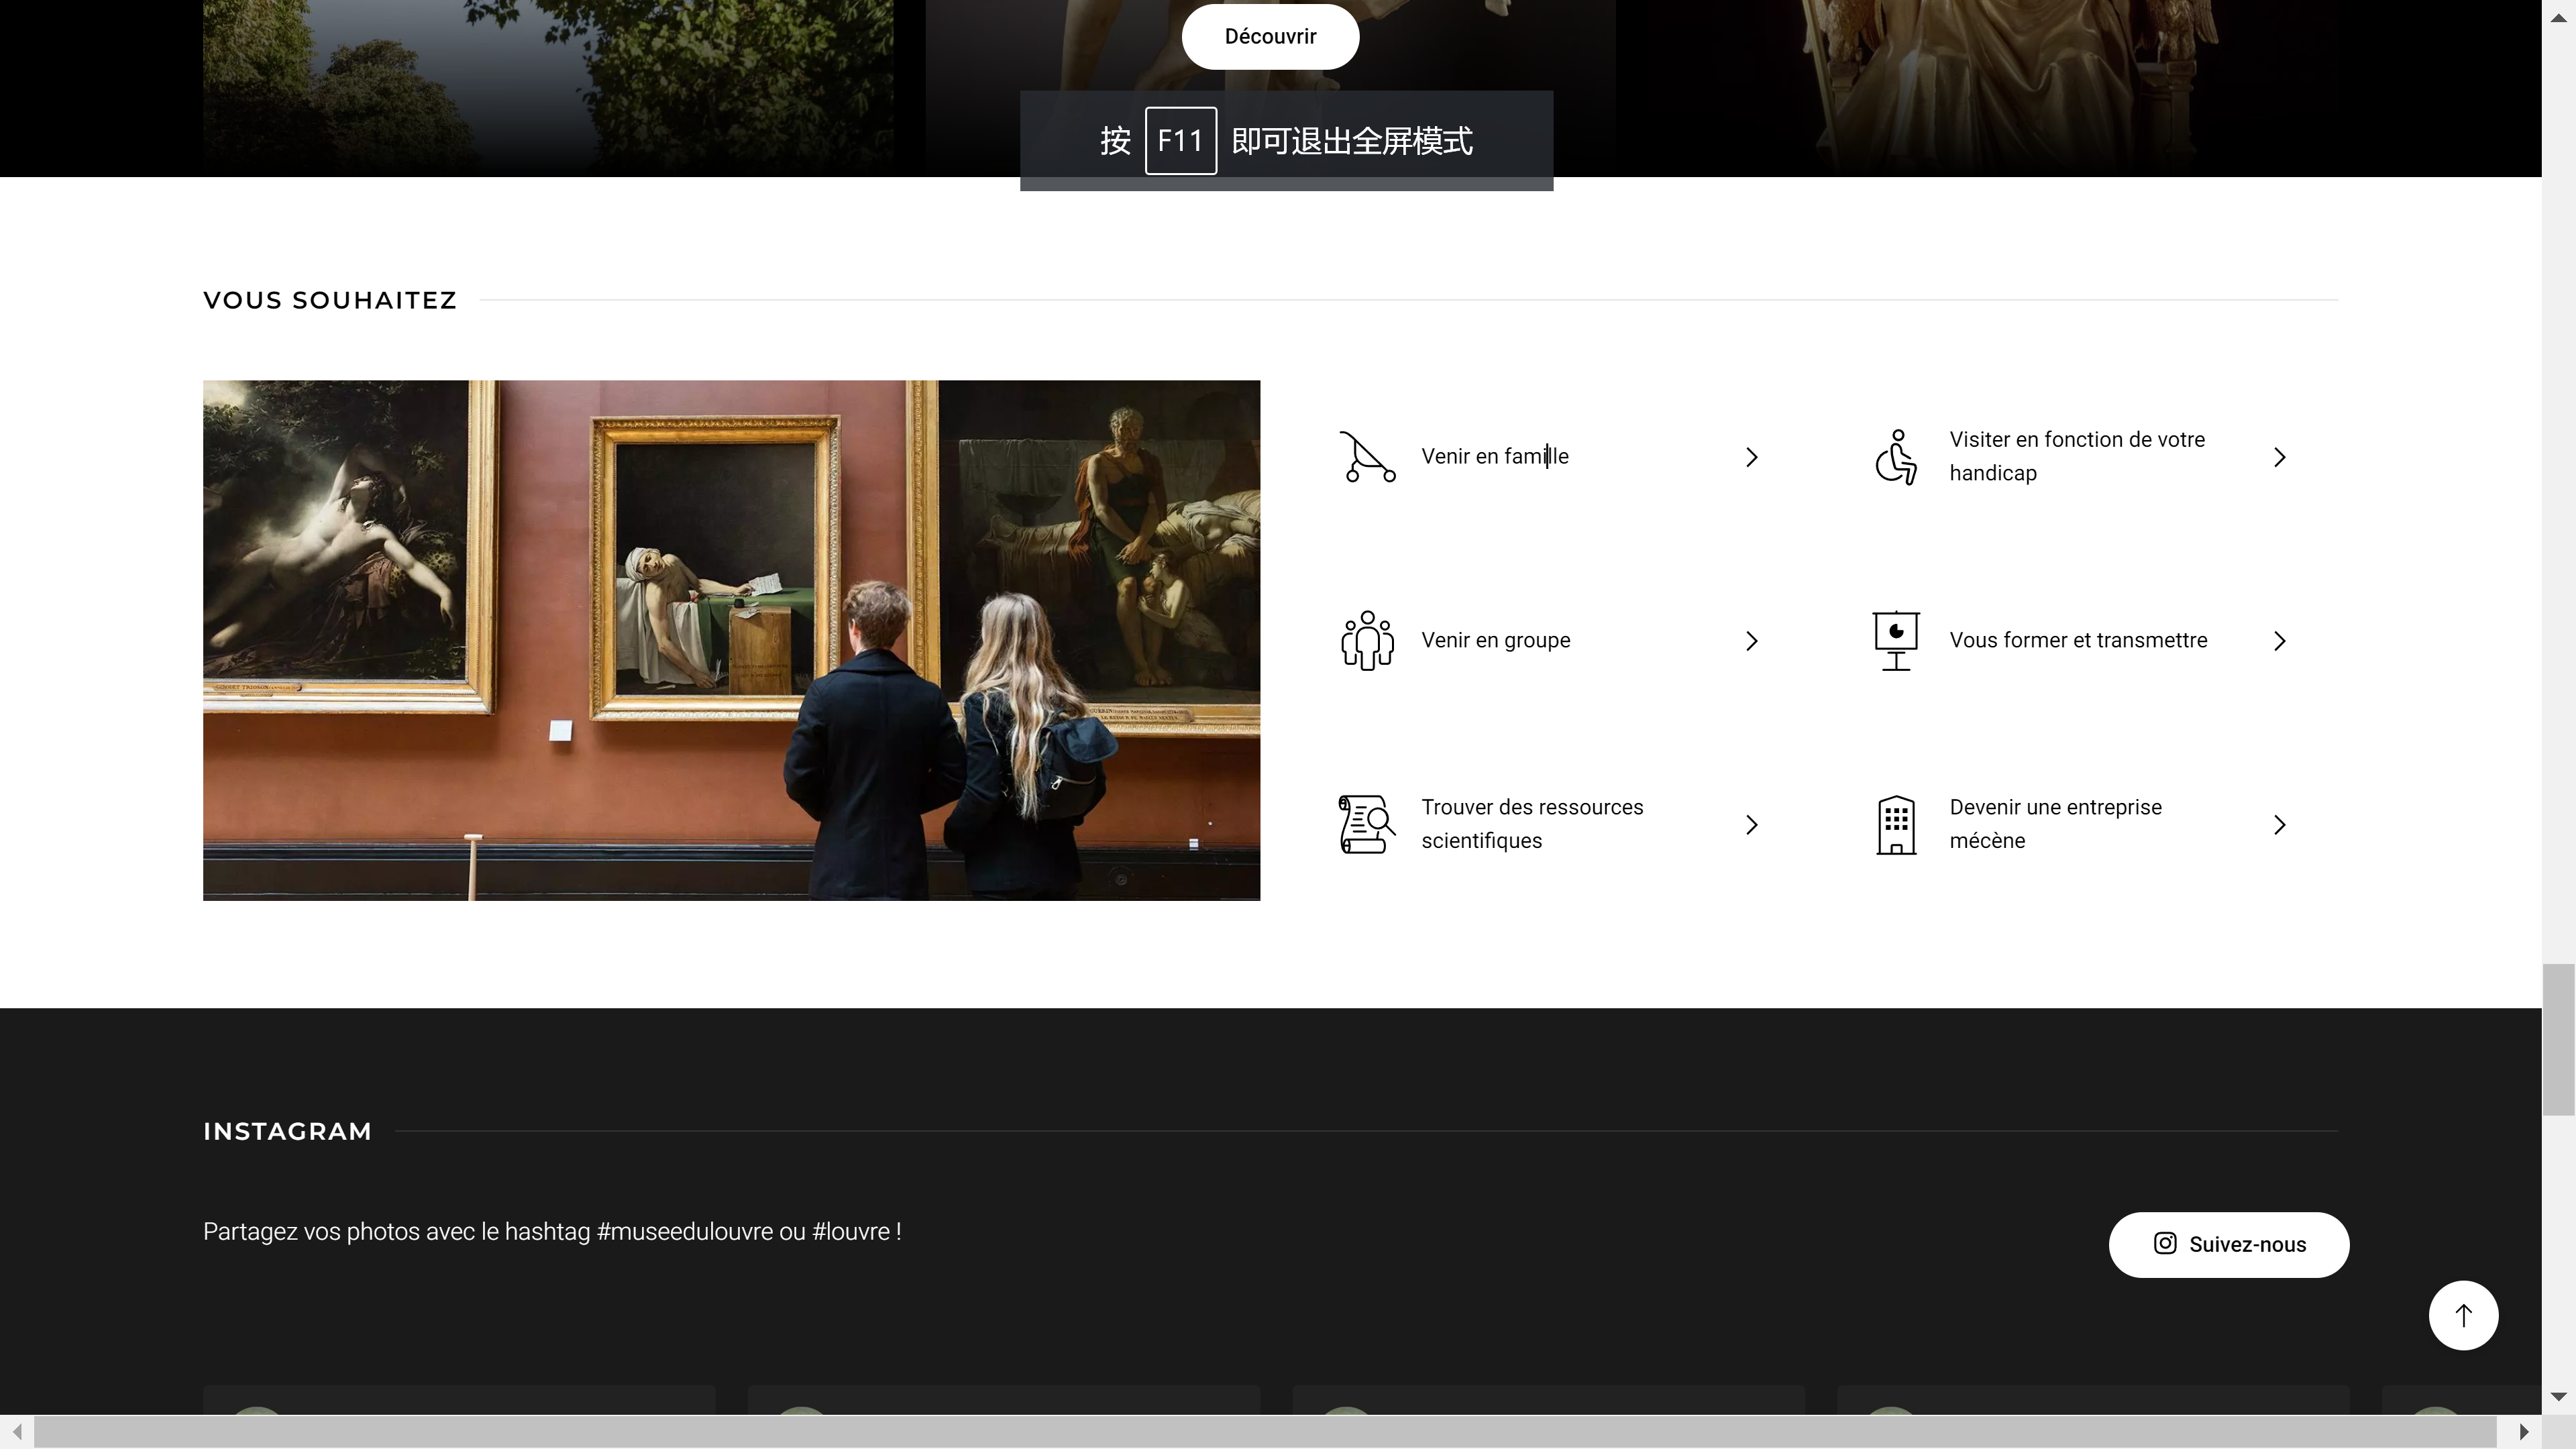 Découvrir
按 F11 即可退出全屏模式
VOUS SOUHAITEZ
Venir en famille
Visiter en fonction de votre
handicap
Venir en groupe
Vous former et transmettre
Trouver des ressources
scientifiques
Devenir une entreprise
mécène
INSTAGRAM
Partagez vos photos avec le hashtag #museedulouvre ou #louvre !
Suivez-nous